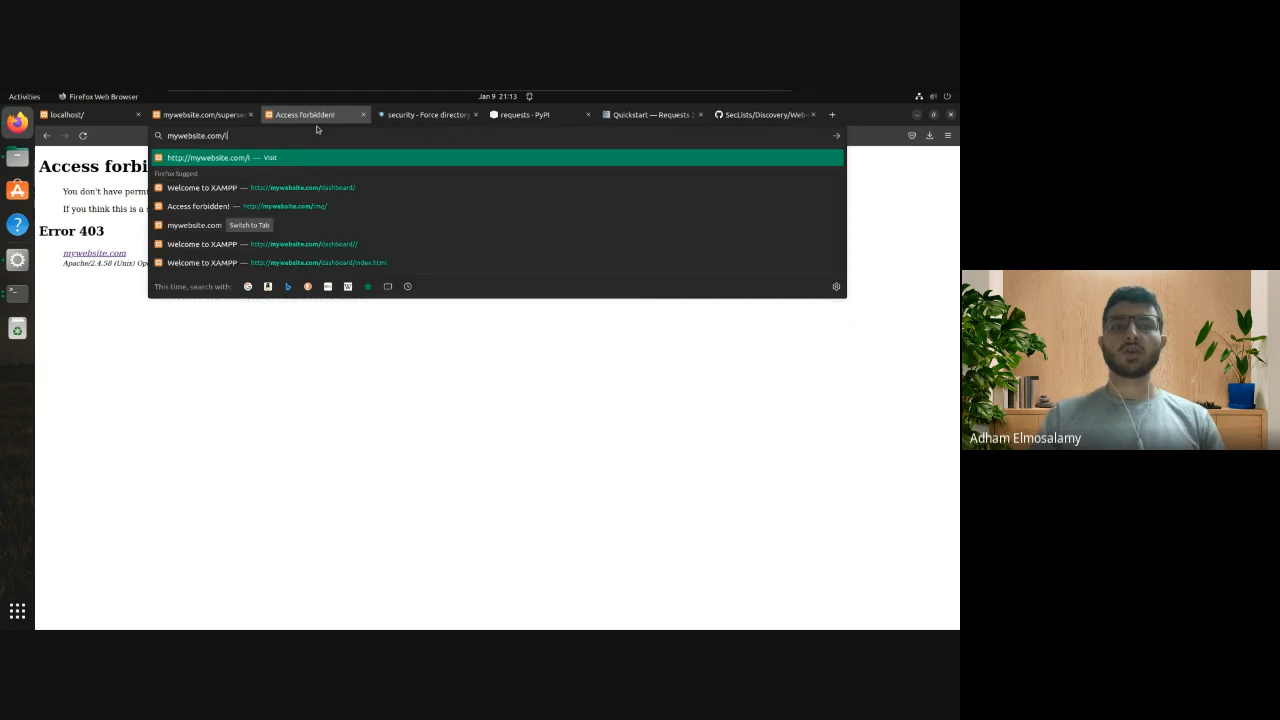 Activities
Firefox Web Browser
Jan 9 21:13
localhost/
mywebsite.com/superse
Access forbidden!
security - Force directory
requests · PyPI
Quickstart — Requests
SecLists/Discovery/Web-
mywebsite.com/i
http://mywebsite.com/i — Visit
Firefox Suggest
Welcome to XAMPP — http://mywebsite.com/dashboard/
Access forbidden! — http://mywebsite.com/img/
mywebsite.com Switch to Tab
Welcome to XAMPP — http://mywebsite.com/dashboard//
Welcome to XAMPP — http://mywebsite.com/dashboard/index.html
This time, search with:
Access forbi
You don't have permi
If you think this is a s
Error 403
mywebsite.com
Apache/2.4.58 (Unix) Ope
Adham Elmosalamy